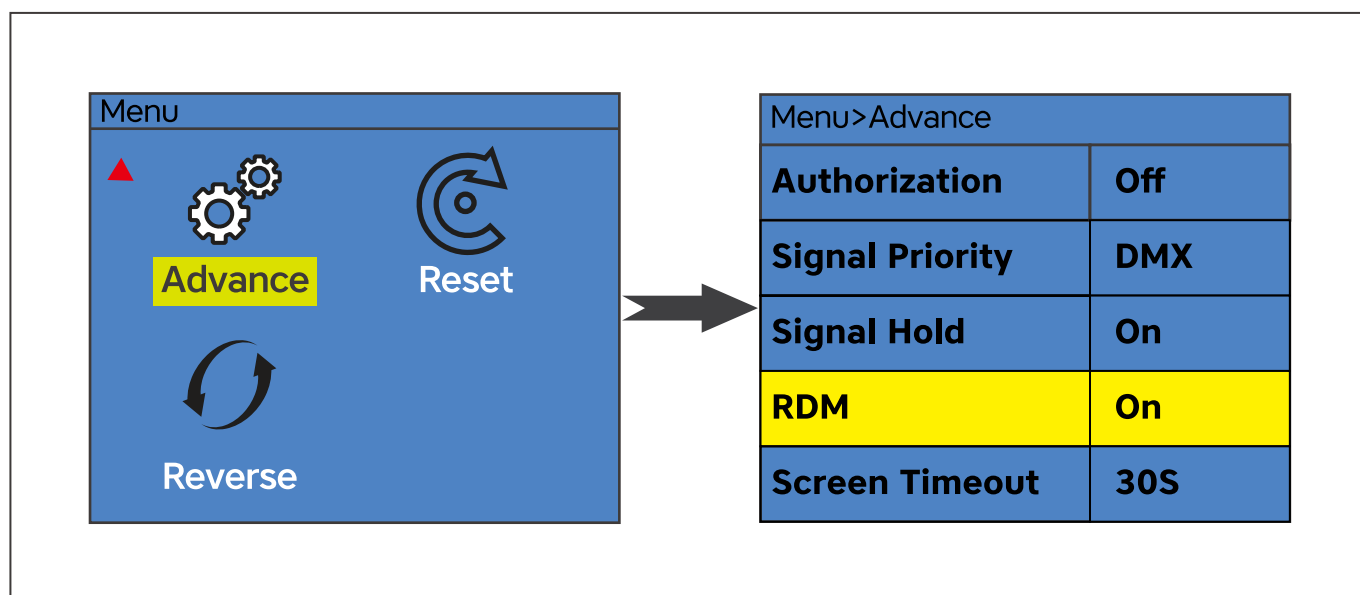 Menu
Advance
Reset
Reverse
Menu>Advance
Authorization Off
Signal Priority DMX
Signal Hold On
RDM On
Screen Timeout 30S